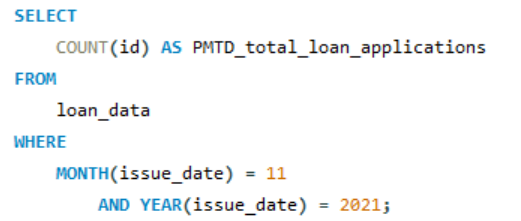 SELECT
    COUNT(id) AS PMTD_total_loan_applications
FROM
    loan_data
WHERE
    MONTH(issue_date) = 11
        AND YEAR(issue_date) = 2021;